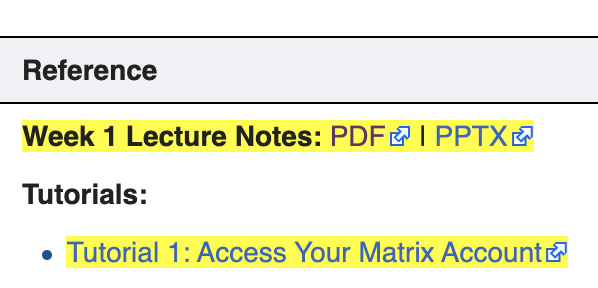 Reference
Week 1 Lecture Notes: PDF | PPTX
Tutorials:
Tutorial 1: Access Your Matrix Account